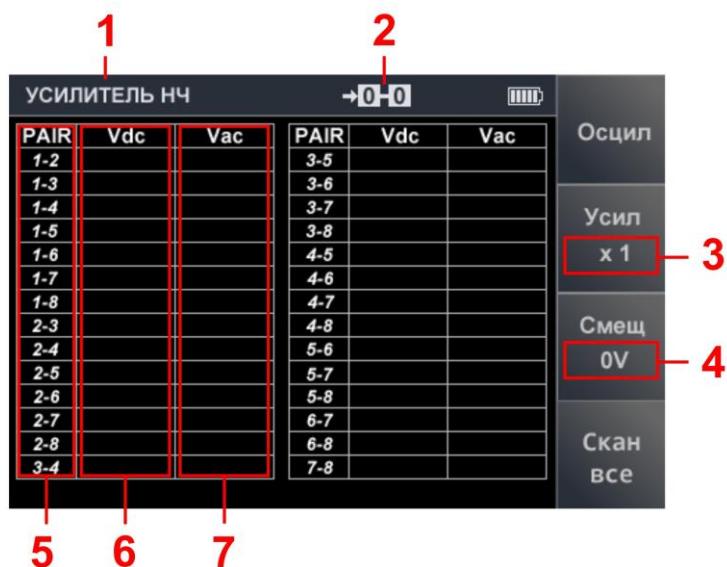 1
2
УСИЛИТЕЛЬ НЧ →0-0
PAIR Vdc Vac PAIR Vdc Vac
1-2 3-5
1-3 3-6
1-4 3-7
1-5 3-8
1-6 4-5
1-7 4-6
1-8 4-7
2-3 4-8
2-4 5-6
2-5 5-7
2-6 5-8
2-7 6-7
2-8 6-8
3-4 7-8
Осцил
Усил
x 1
3
Смещ
0V
4
Скан
все
5
6
7